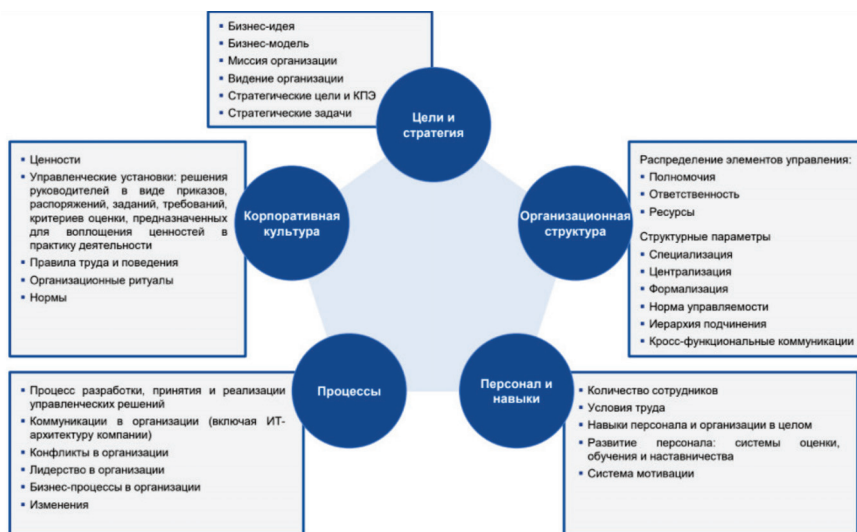 ▪ Бизнес-идея
▪ Бизнес-модель
▪ Миссия организации
▪ Видение организации
▪ Стратегические цели и КПЭ
▪ Стратегические задачи
Цели и
стратегия
▪ Ценности
▪ Управленческие установки: решения
руководителей в виде приказов,
распоряжений, заданий, требований,
критериев оценки, предназначенных
для воплощения ценностей в
практику деятельности
▪ Правила труда и поведения
▪ Организационные ритуалы
▪ Нормы
Корпоративная
культура
Организационная
структура
Распределение элементов управления:
▪ Полномочия
▪ Ответственность
▪ Ресурсы
Структурные параметры
▪ Специализация
▪ Централизация
▪ Формализация
▪ Норма управляемости
▪ Иерархия подчинения
▪ Кросс-функциональные коммуникации
▪ Процесс разработки, принятия и реализации
управленческих решений
▪ Коммуникации в организации (включая ИТ-
архитектуру компании)
▪ Конфликты в организации
▪ Лидерство в организации
▪ Бизнес-процессы в организации
▪ Изменения
Процессы
Персонал и
навыки
▪ Количество сотрудников
▪ Условия труда
▪ Навыки персонала и организации в целом
▪ Развитие персонала: системы оценки,
обучения и наставничества
▪ Система мотивации